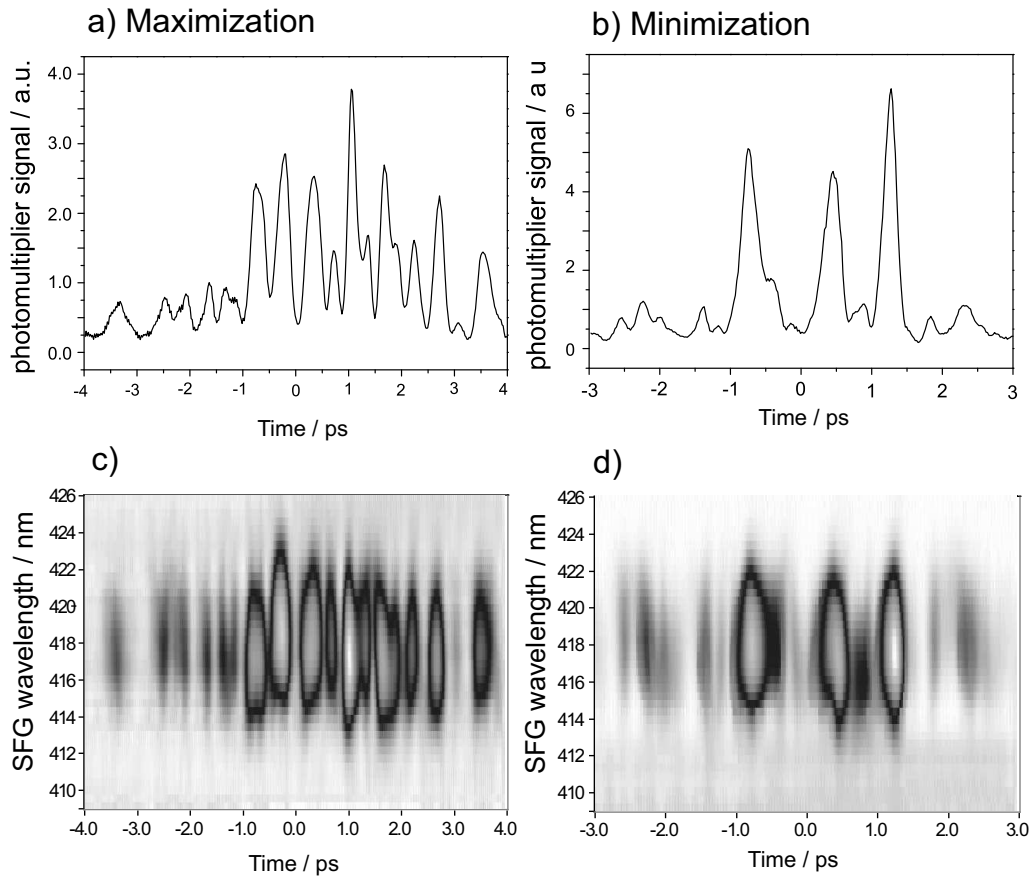 a) Maximization
photomultiplier signal / a.u.
4.0
3.0
2.0
1.0
0.0
-4 -3 -2 -1 0 1 2 3 4
Time / ps
b) Minimization
photomultiplier signal / a u
6
4
2
0
-3 -2 -1 0 1 2 3
Time / ps
c)
SFG wavelength / nm
426
424
422
420
418
416
414
412
410
-4.0 -3.0 -2.0 -1.0 0.0 1.0 2.0 3.0 4.0
Time / ps
d)
SFG wavelength / nm
426
424
422
420
418
416
414
412
410
-3.0 -2.0 -1.0 0.0 1.0 2.0 3.0
Time / ps